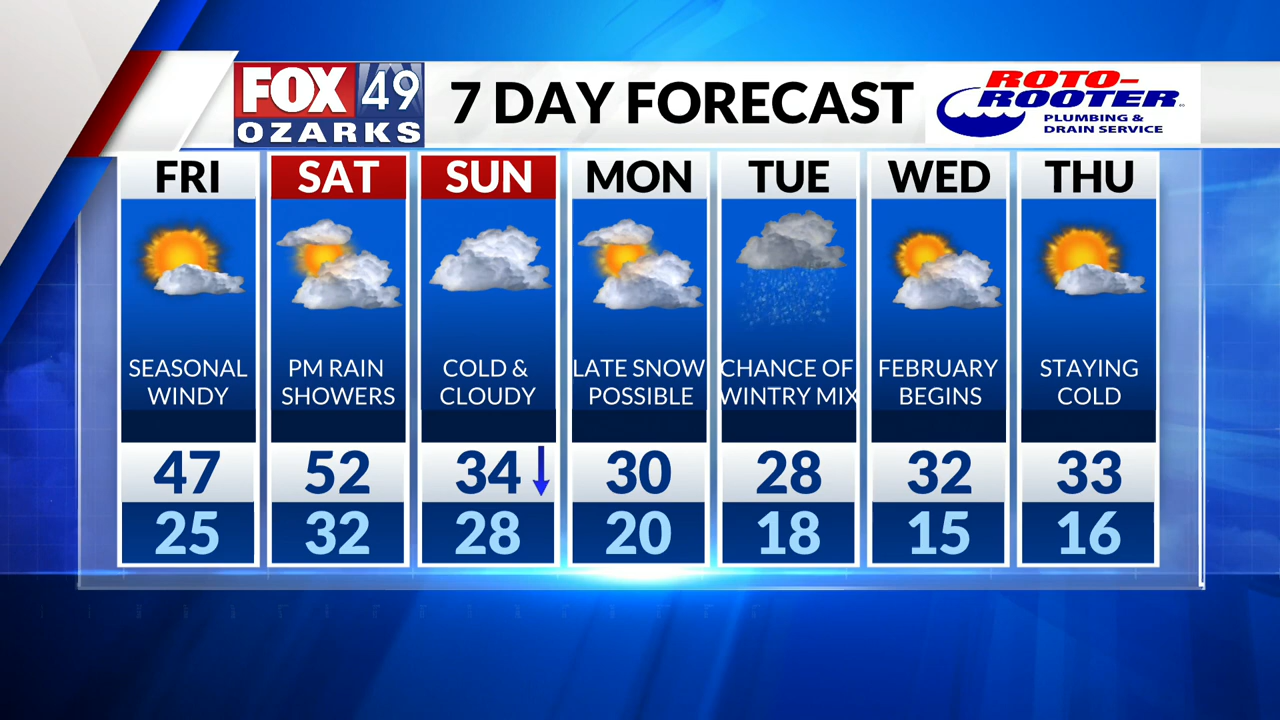 FOX 49
OZARKS
7 DAY FORECAST
ROTO-
ROOTER
PLUMBING &
DRAIN SERVICE
FRI
SEASONAL
WINDY
47
25
SAT
PM RAIN
SHOWERS
52
32
SUN
COLD &
CLOUDY
34
28
MON
LATE SNOW
POSSIBLE
30
20
TUE
CHANCE OF
WINTRY MIX
28
18
WED
FEBRUARY
BEGINS
32
15
THU
STAYING
COLD
33
16